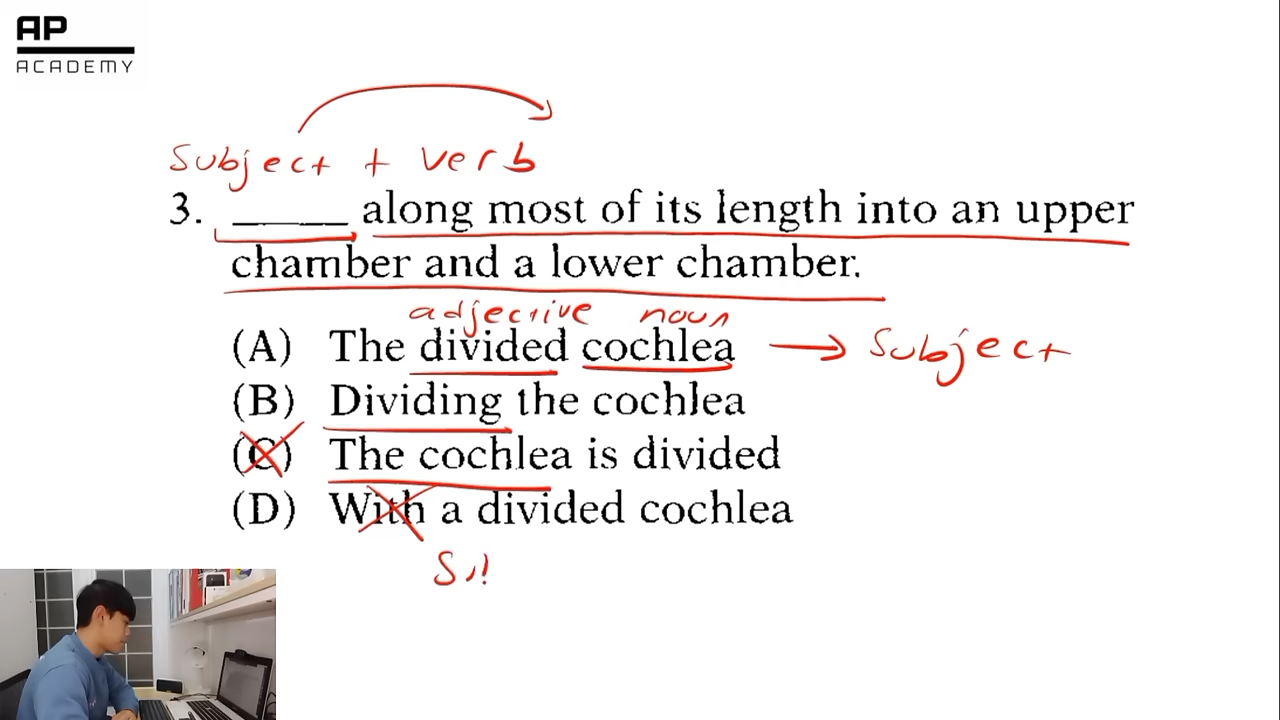 AP
ACADEMY
Subject + verb
3. _____ along most of its length into an upper
chamber and a lower chamber.
adjective noun
(A) The divided cochlea → Subject
(B) Dividing the cochlea
(C) The cochlea is divided
(D) With a divided cochlea